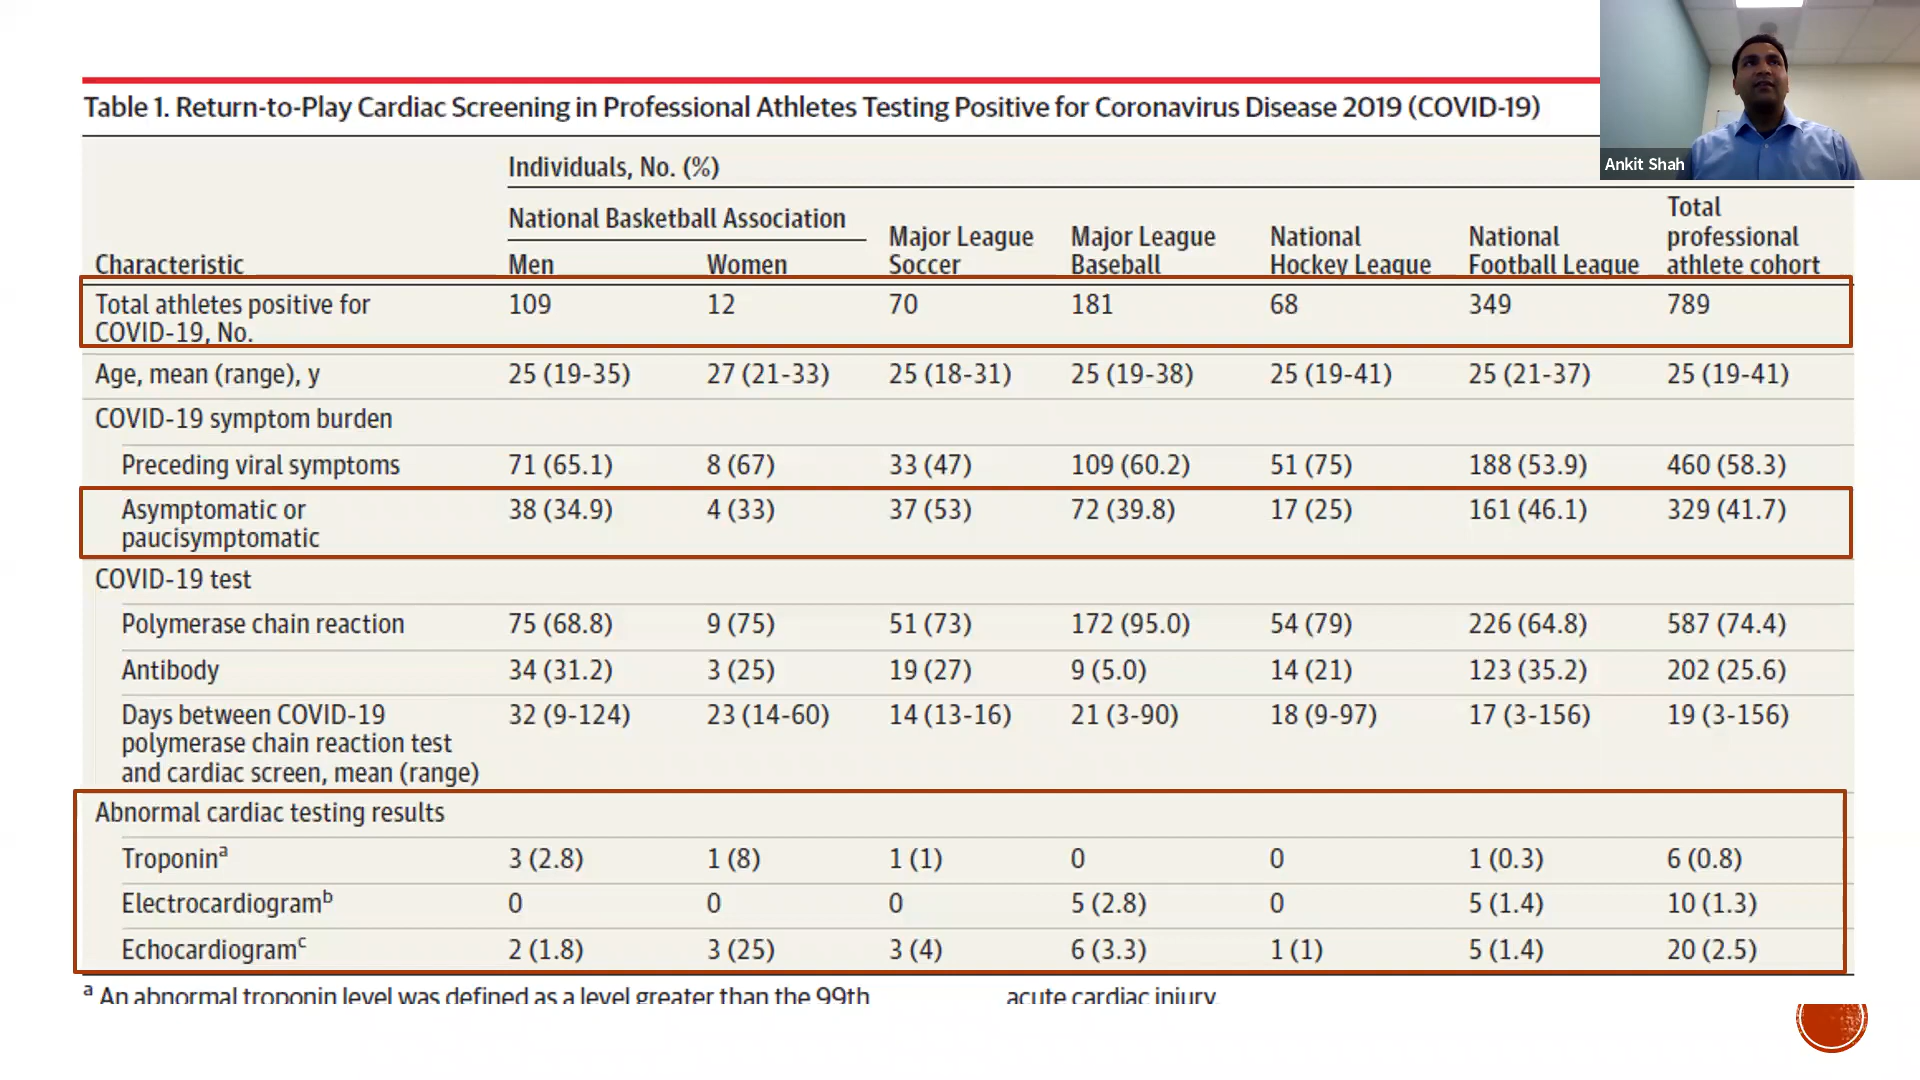 Table 1. Return-to-Play Cardiac Screening in Professional Athletes Testing Positive for Coronavirus Disease 2019 (COVID-19)
Ankit Shah
Individuals, No. (%)
National Basketball Association
Characteristic
Men
Women
Major League
Soccer
Major League
Baseball
National
Hockey League
National
Football League
Total
professional
athlete cohort
Total athletes positive for
COVID-19, No.
109 12 70 181 68 349 789
Age, mean (range), y 25 (19-35) 27 (21-33) 25 (18-31) 25 (19-38) 25 (19-41) 25 (21-37) 25 (19-41)
COVID-19 symptom burden
Preceding viral symptoms 71 (65.1) 8 (67) 33 (47) 109 (60.2) 51 (75) 188 (53.9) 460 (58.3)
Asymptomatic or
paucisymptomatic
38 (34.9) 4 (33) 37 (53) 72 (39.8) 17 (25) 161 (46.1) 329 (41.7)
COVID-19 test
Polymerase chain reaction 75 (68.8) 9 (75) 51 (73) 172 (95.0) 54 (79) 226 (64.8) 587 (74.4)
Antibody 34 (31.2) 3 (25) 19 (27) 9 (5.0) 14 (21) 123 (35.2) 202 (25.6)
Days between COVID-19
polymerase chain reaction test
and cardiac screen, mean (range)
32 (9-124) 23 (14-60) 14 (13-16) 21 (3-90) 18 (9-97) 17 (3-156) 19 (3-156)
Abnormal cardiac testing results
Troponin^a 3 (2.8) 1 (8) 1 (1) 0 0 1 (0.3) 6 (0.8)
Electrocardiogram^b 0 0 0 5 (2.8) 0 5 (1.4) 10 (1.3)
Echocardiogram^c 2 (1.8) 3 (25) 3 (4) 6 (3.3) 1 (1) 5 (1.4) 20 (2.5)
^a An abnormal troponin level was defined as a level greater than the 99th
acute cardiac injury.